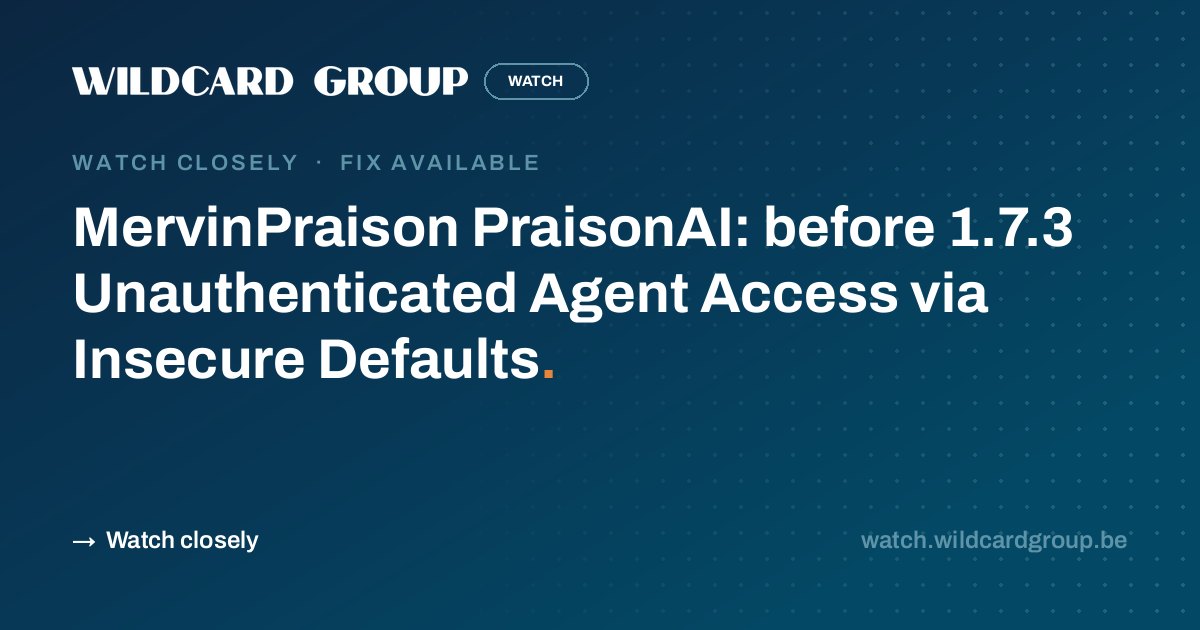 WILDCARD GROUP WATCH
WATCH CLOSELY · FIX AVAILABLE
MervinPraison PraisonAI: before 1.7.3
Unauthenticated Agent Access via
Insecure Defaults.
→ Watch closely
watch.wildcardgroup.be